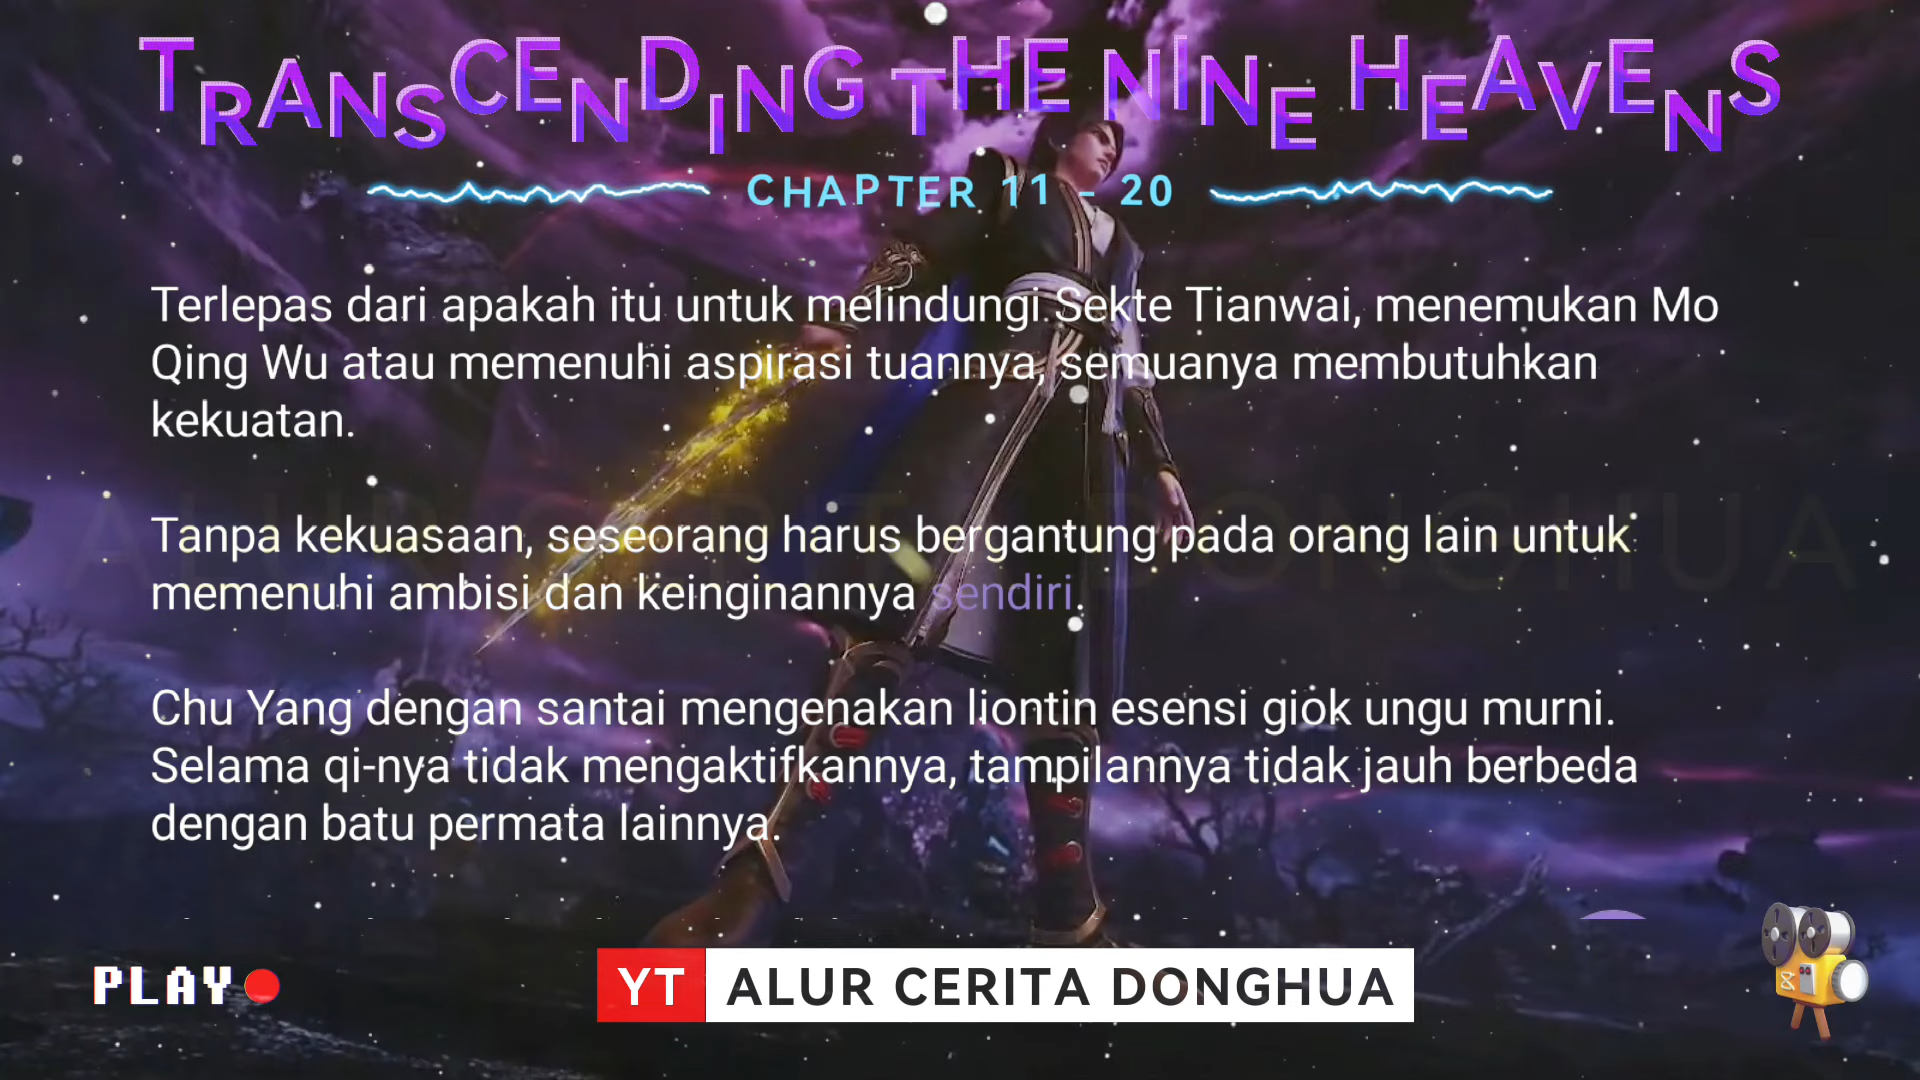 TRANSCENDING THE NINE HEAVENS
CHAPTER 11 - 20
Terlepas dari apakah itu untuk melindungi Sekte Tianwai, menemukan Mo
Qing Wu atau memenuhi aspirasi tuannya, semuanya membutuhkan
kekuatan.
Tanpa kekuasaan, seseorang harus bergantung pada orang lain untuk
memenuhi ambisi dan keinginannya sendiri.
Chu Yang dengan santai mengenakan liontin esensi giok ungu murni.
Selama qi-nya tidak mengaktifkannya, tampilannya tidak jauh berbeda
dengan batu permata lainnya.
ALUR CERITA DONGHUA
PLAY
YT ALUR CERITA DONGHUA